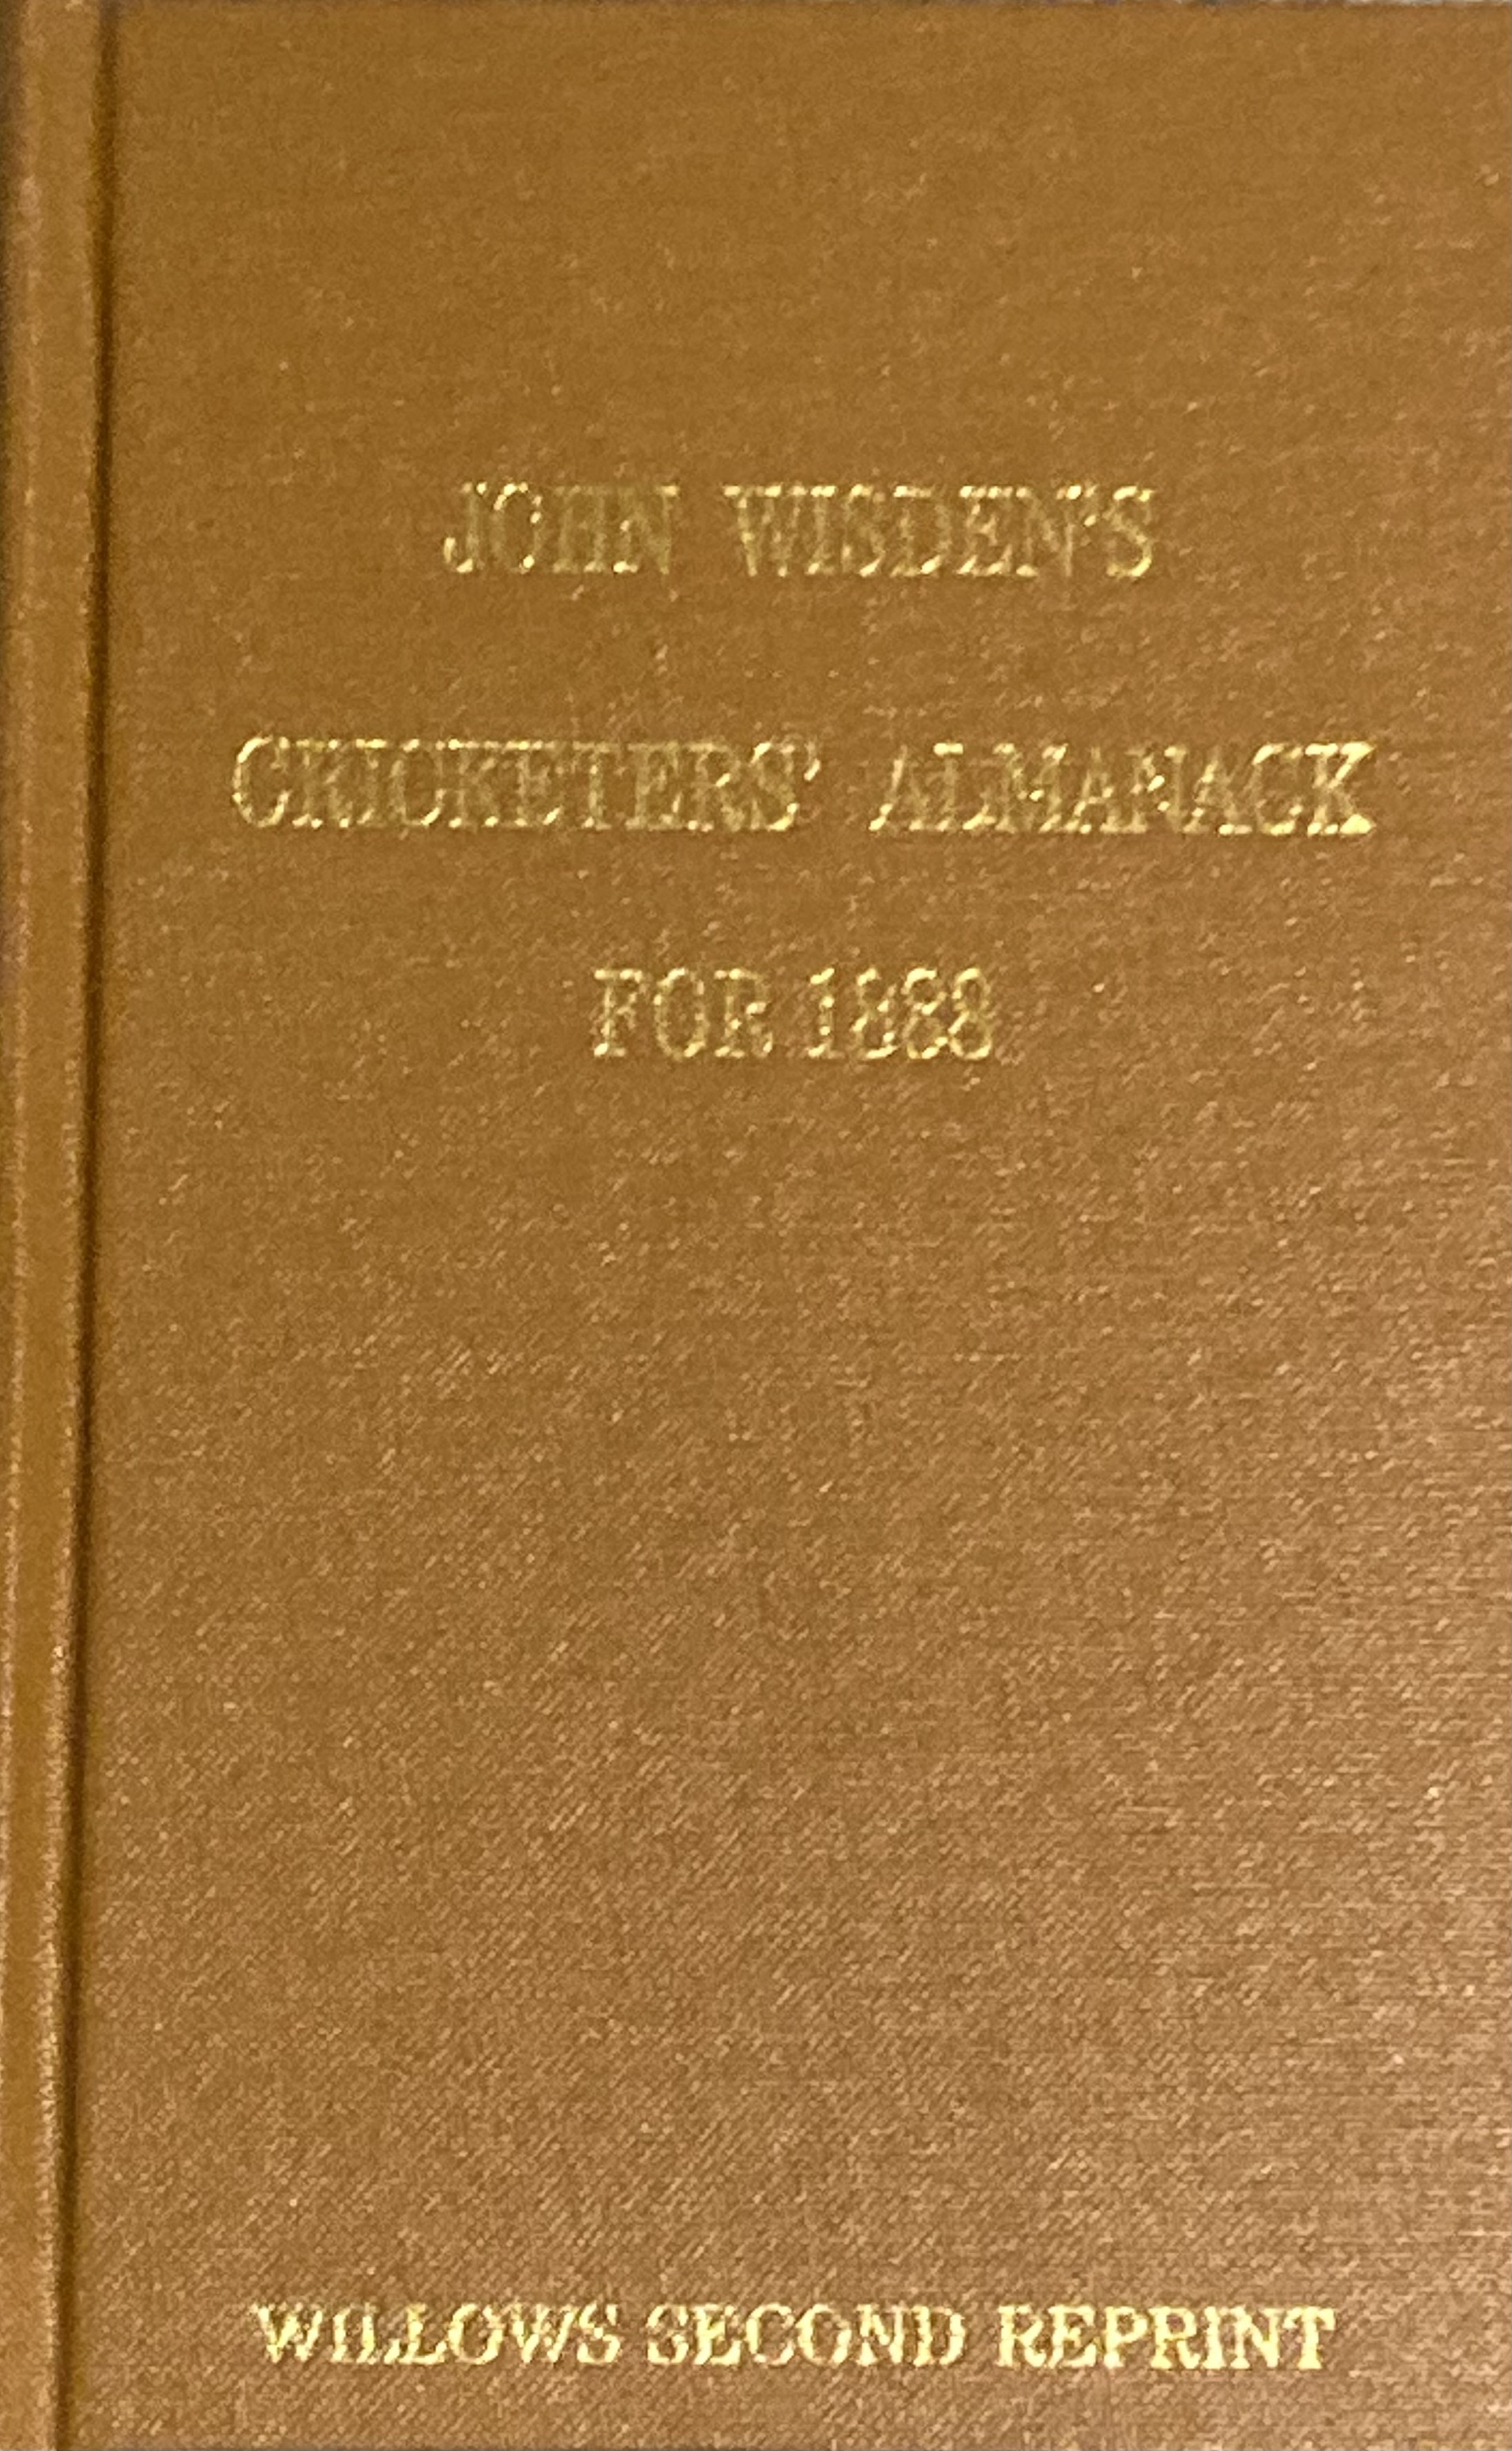 JOHN WISDEN'S
CRICKETERS' ALMANACK
FOR 1888
WILLOWS SECOND REPRINT